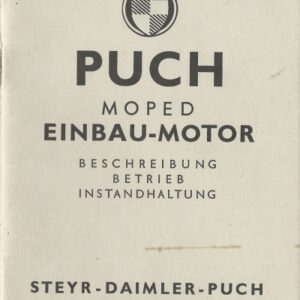 PUCH
MOPED
EINBAU-MOTOR
BESCHREIBUNG
BETRIEB
INSTANDHALTUNG
STEYR-DAIMLER-PUCH